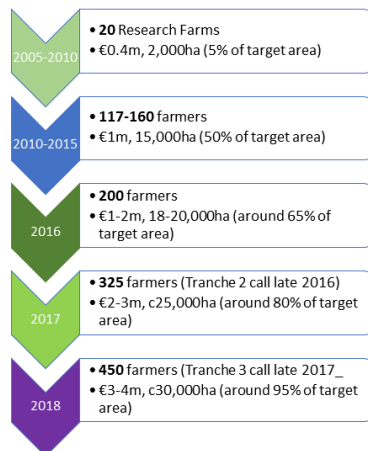 2005-2010
• 20 Research Farms
• €0.4m, 2,000ha (5% of target area)
2010-2015
• 117-160 farmers
• €1m, 15,000ha (50% of target area)
2016
• 200 farmers
• €1-2m, 18-20,000ha (around 65% of
target area)
2017
• 325 farmers (Tranche 2 call late 2016)
• €2-3m, c25,000ha (around 80% of target
area)
2018
• 450 farmers (Tranche 3 call late 2017_
• €3-4m, c30,000ha (around 95% of target
area)